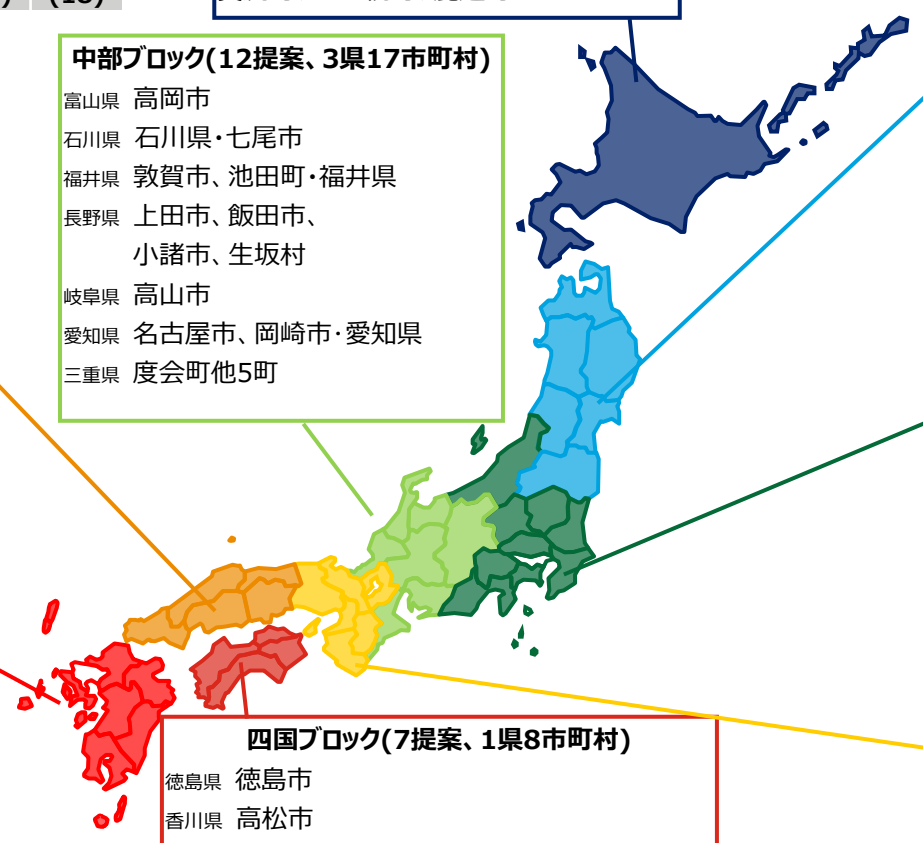 (18)
中部ブロック(12提案、3県17市町村)
富山県 高岡市
石川県 石川県・七尾市
福井県 敦賀市、池田町・福井県
長野県 上田市、飯田市、
小諸市、生坂村
岐阜県 高山市
愛知県 名古屋市、岡崎市・愛知県
三重県 度会町他5町
四国ブロック(7提案、1県8市町村)
徳島県 徳島市
香川県 高松市